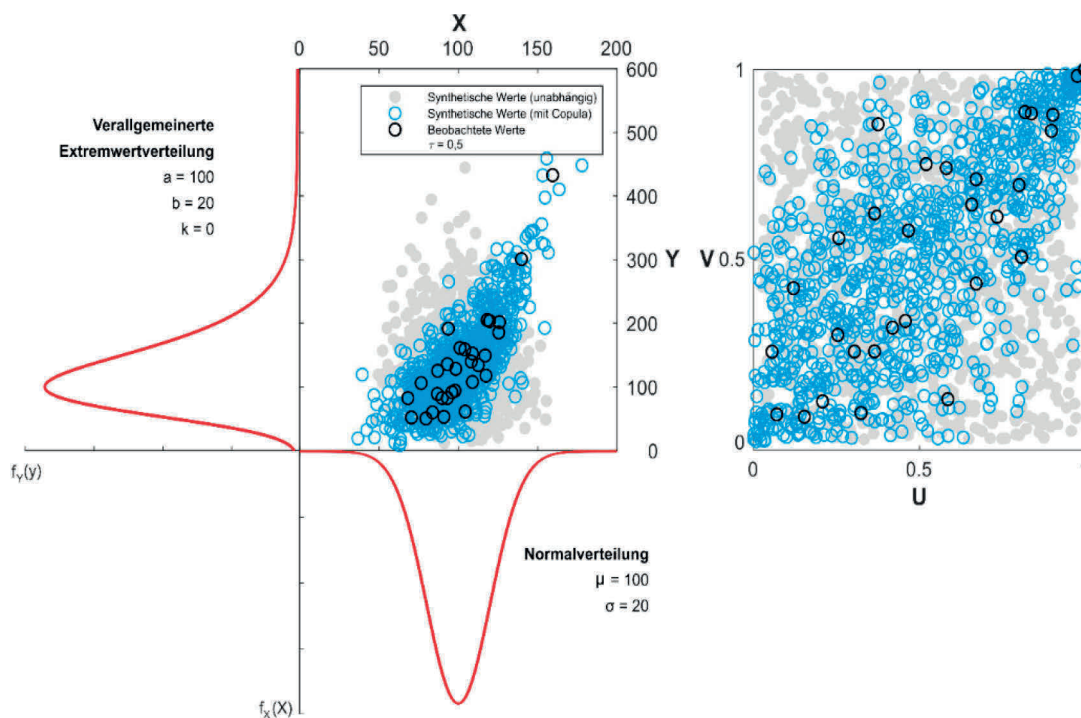 X
0 50 100 150 200
600
500
400
300
200
100
0
Y
Synthetische Werte (unabhängig)
Synthetische Werte (mit Copula)
Beobachtete Werte
τ = 0,5
Verallgemeinerte
Extremwertverteilung
a = 100
b = 20
k = 0
f_Y(y)
Normalverteilung
μ = 100
σ = 20
f_X(X)
V
1
0.5
0
0 0.5
U